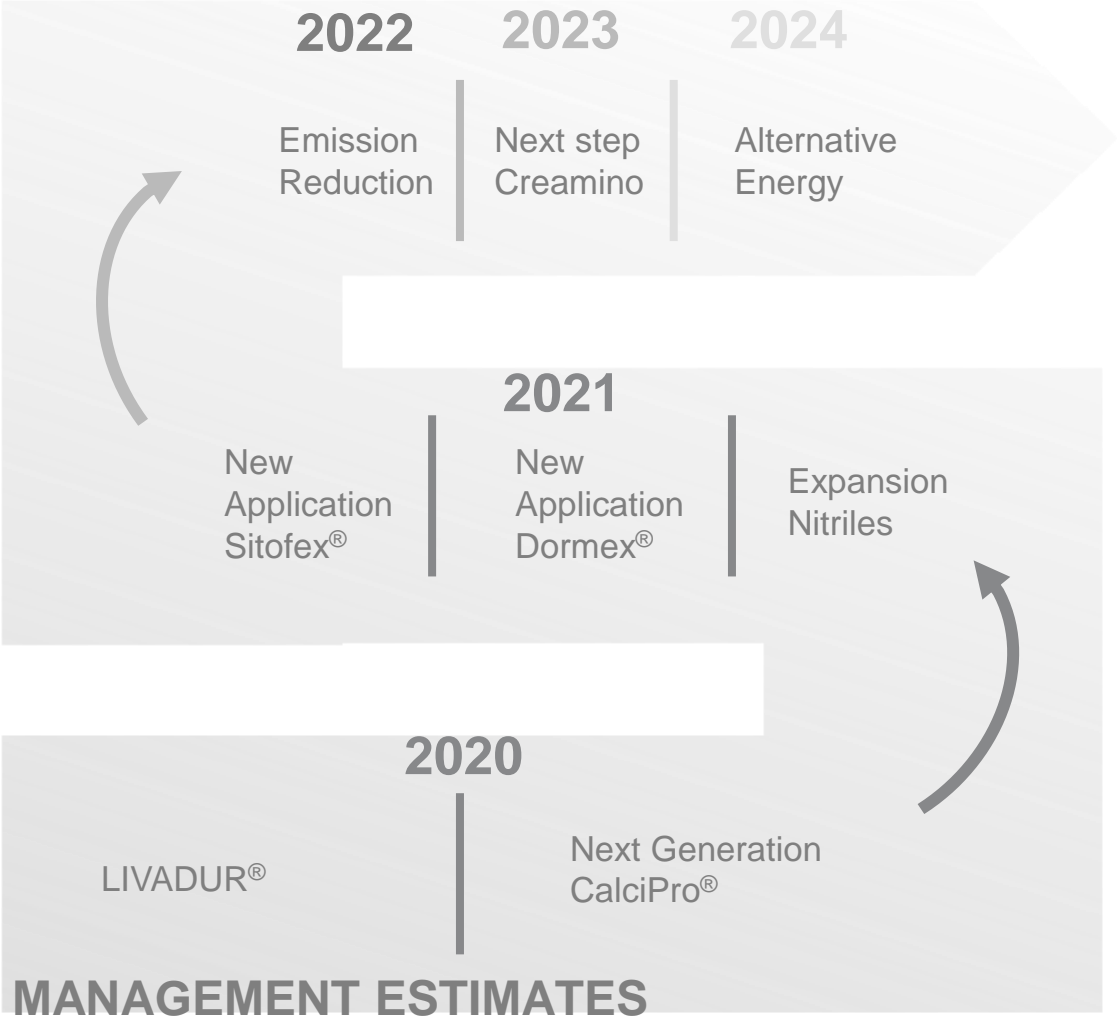 2022 2023 2024
Emission
Reduction
Next step
Creamino
Alternative
Energy
2021
New
Application
Sitofex®
New
Application
Dormex®
Expansion
Nitriles
2020
LIVADUR®
Next Generation
CalciPro®
MANAGEMENT ESTIMATES